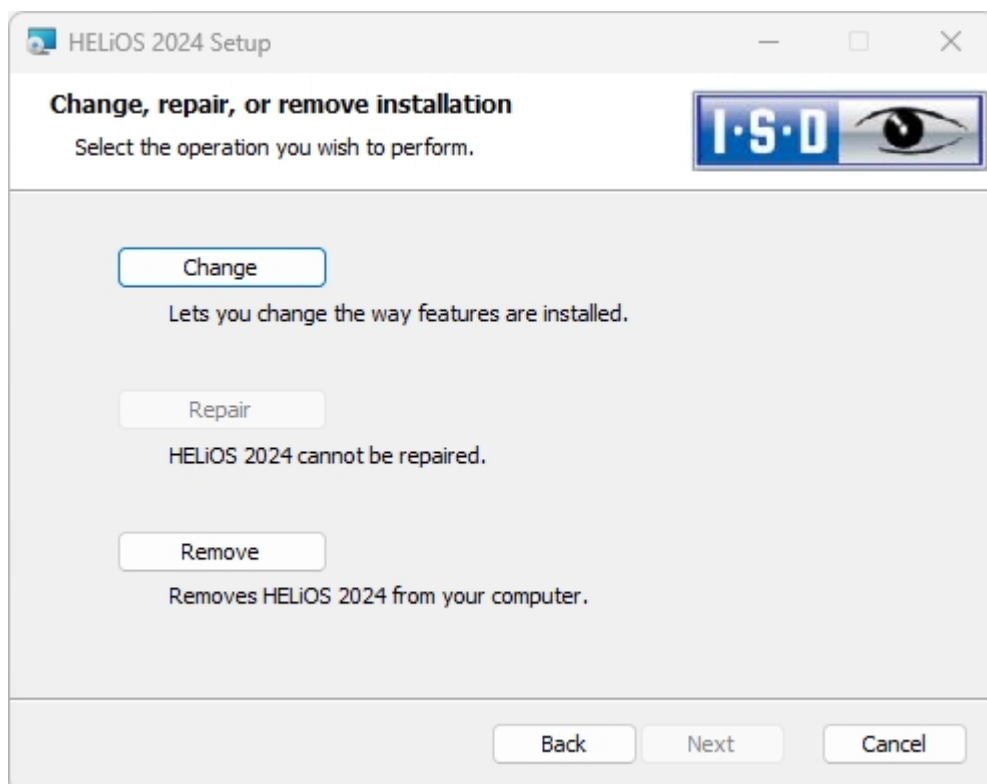 HELiOS 2024 Setup
Change, repair, or remove installation
Select the operation you wish to perform.
I·S·D
Change
Lets you change the way features are installed.
Repair
HELiOS 2024 cannot be repaired.
Remove
Removes HELiOS 2024 from your computer.
Back Next Cancel